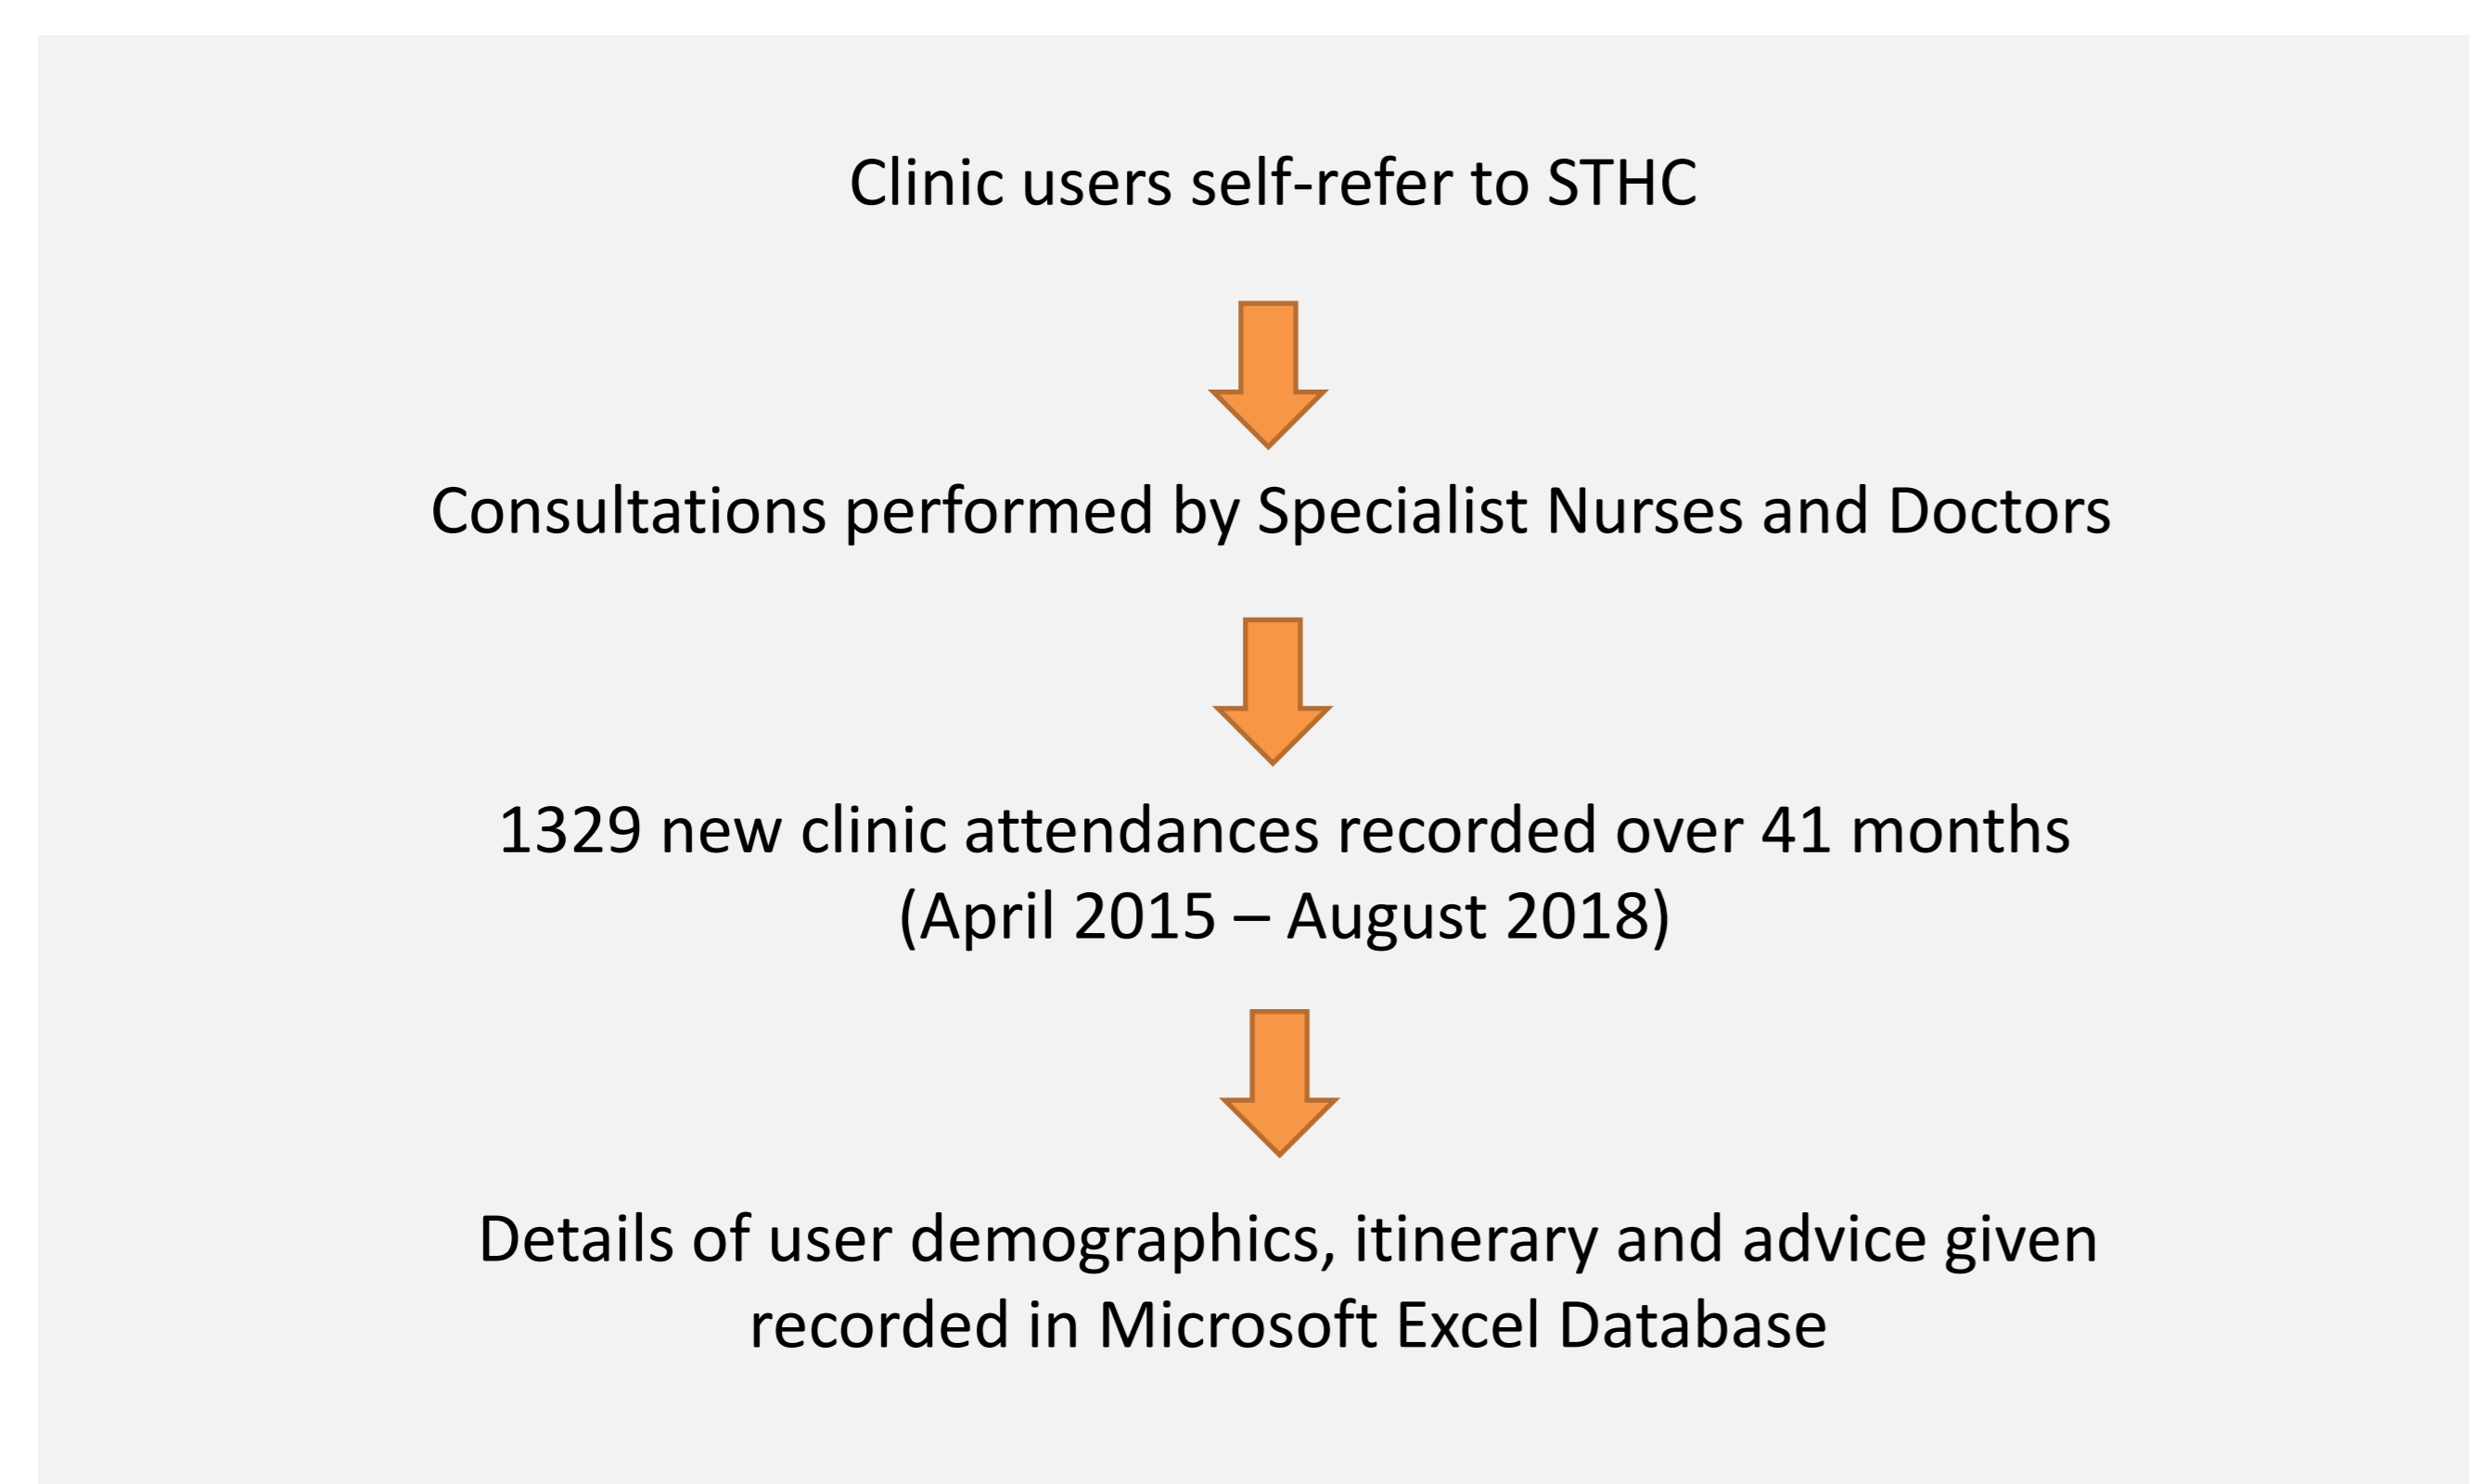 Clinic users self-refer to STHC
Consultations performed by Specialist Nurses and Doctors
1329 new clinic attendances recorded over 41 months
(April 2015 – August 2018)
Details of user demographics, itinerary and advice given
recorded in Microsoft Excel Database